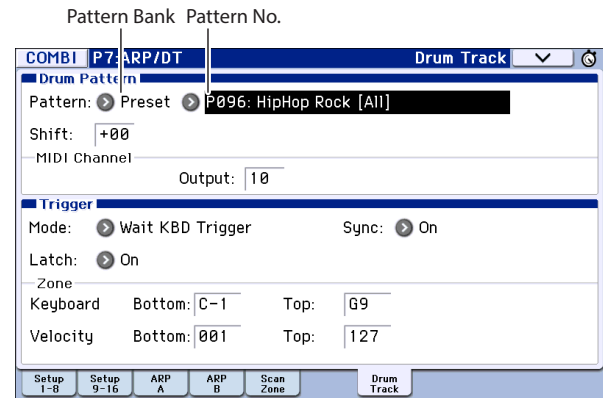 Pattern Bank Pattern No.
COMBI P7:ARP/DT Drum Track
Drum Pattern
Pattern: Preset P096: HipHop Rock [All]
Shift: +00
MIDI Channel
Output: 10
Trigger
Mode: Wait KBD Trigger Sync: On
Latch: On
Zone
Keyboard Bottom: C-1 Top: G9
Velocity Bottom: 001 Top: 127
Setup 1-8 Setup 9-16 ARP A ARP B Scan Zone Drum Track